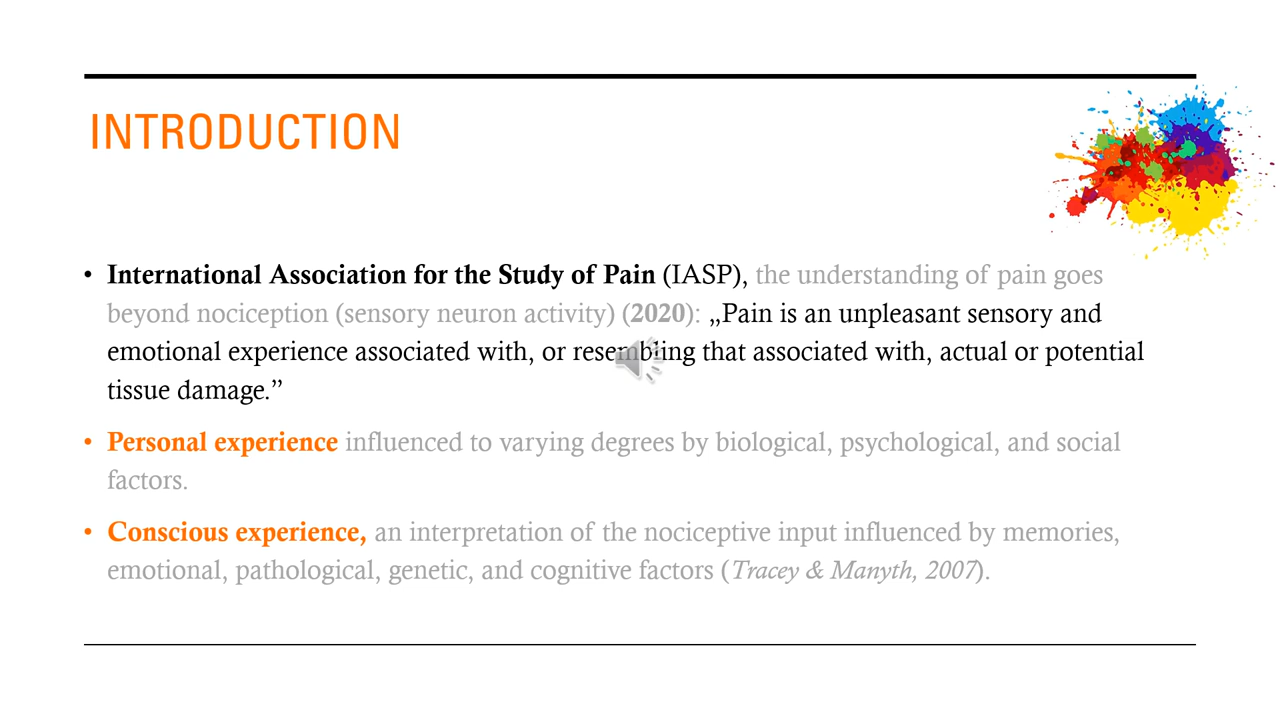 INTRODUCTION
• International Association for the Study of Pain (IASP), the understanding of pain goes
beyond nociception (sensory neuron activity) (2020): „Pain is an unpleasant sensory and
emotional experience associated with, or resembling that associated with, actual or potential
tissue damage.”
• Personal experience influenced to varying degrees by biological, psychological, and social
factors.
• Conscious experience, an interpretation of the nociceptive input influenced by memories,
emotional, pathological, genetic, and cognitive factors (Tracey & Manyth, 2007).